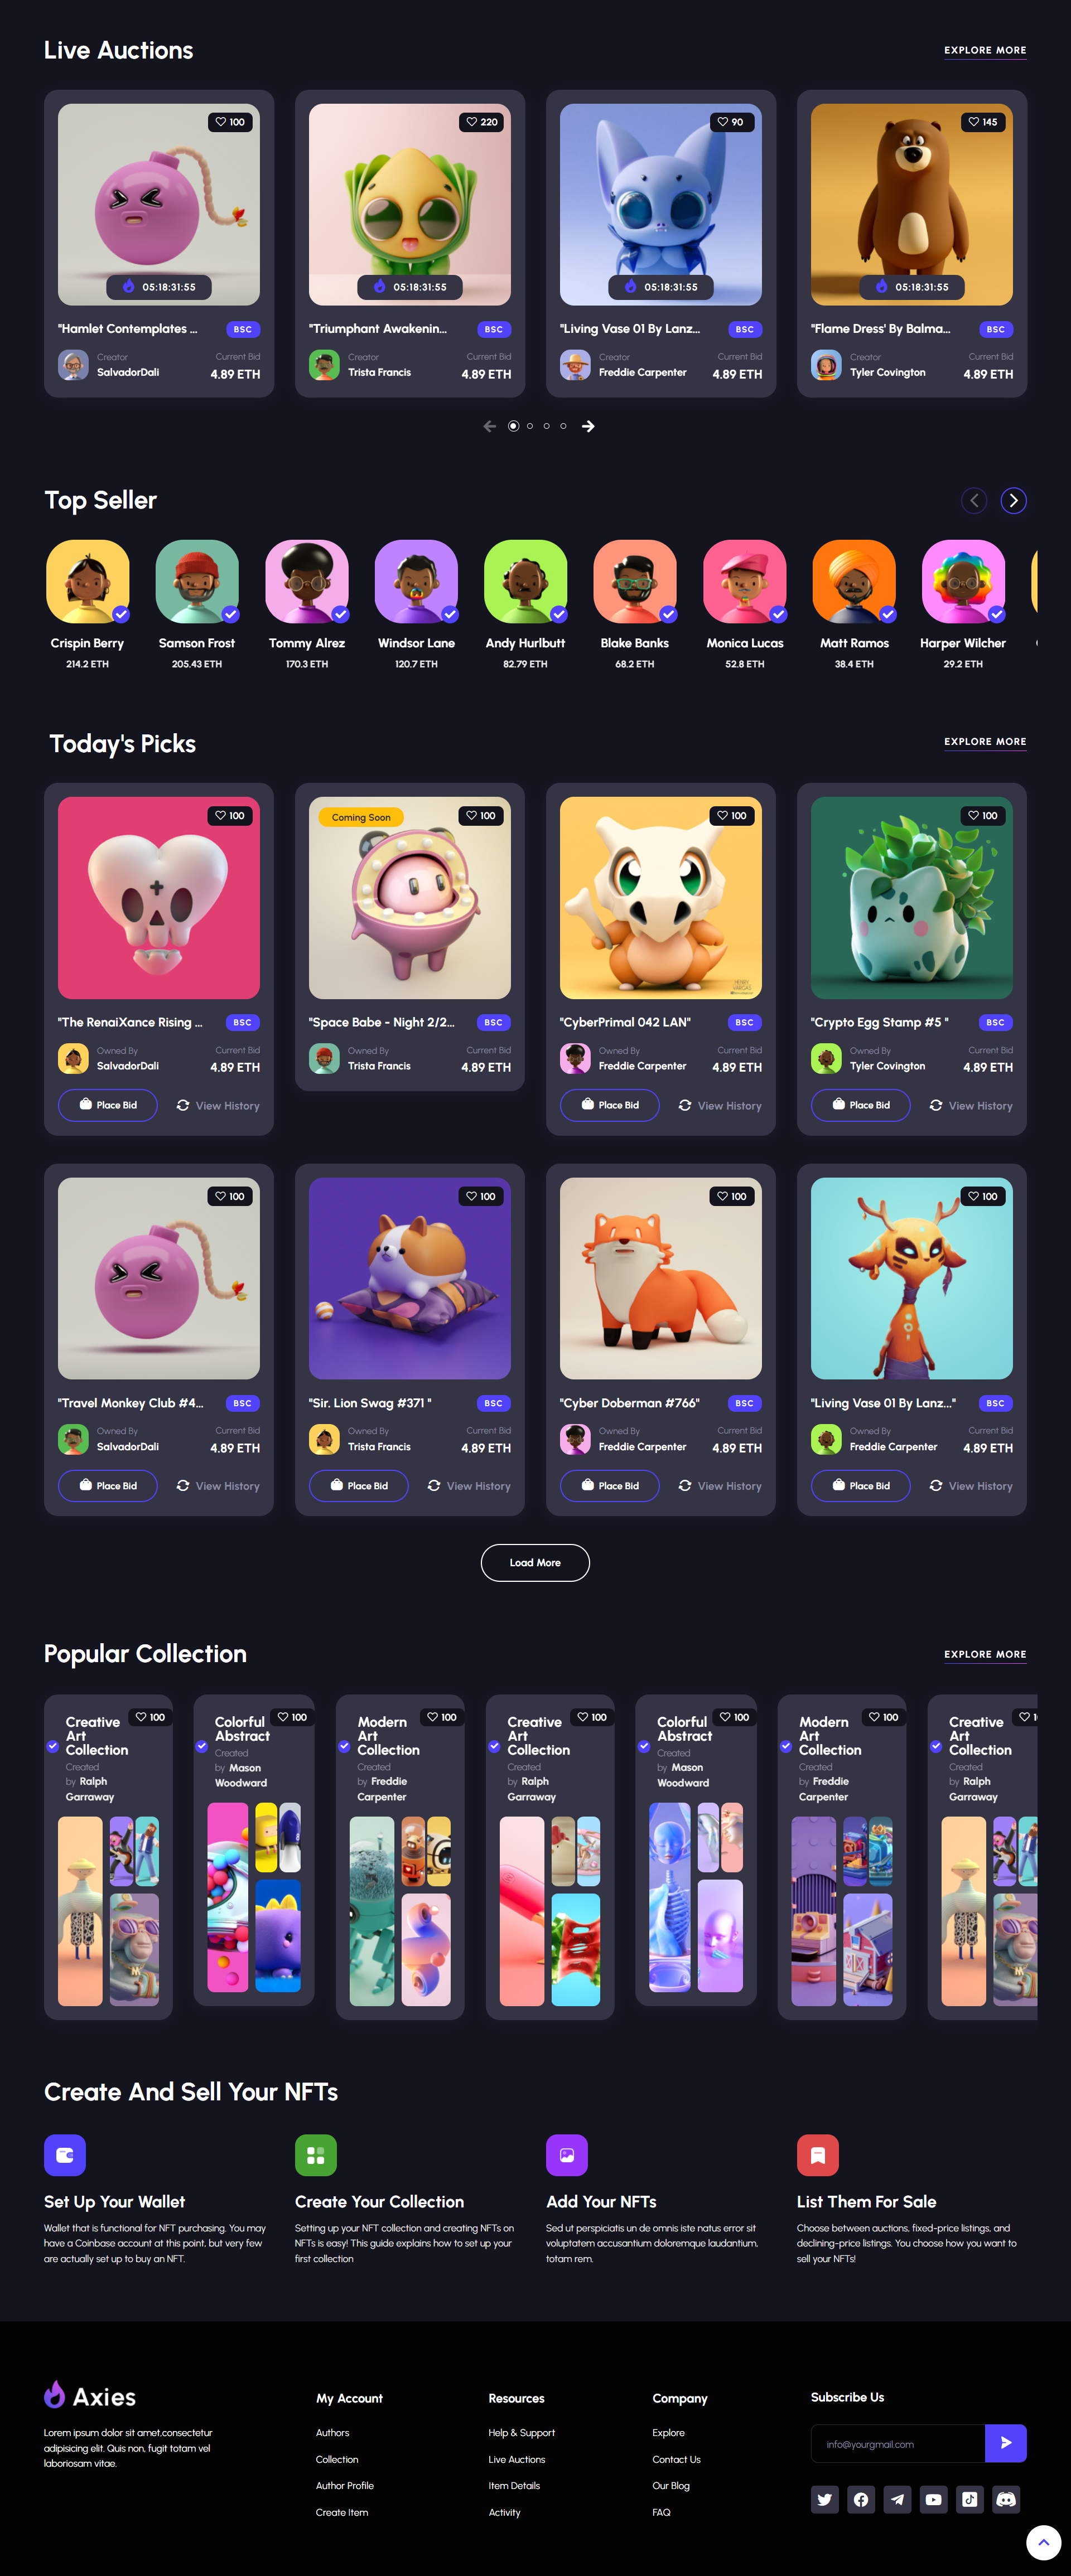 Live Auctions
EXPLORE MORE
100
220
90
145
05:18:31:55
05:18:31:55
05:18:31:55
05:18:31:55
"Hamlet Contemplates ...
BSC
"Triumphant Awakenin...
BSC
"Living Vase 01 By Lanz...
BSC
"Flame Dress' By Balma...
BSC
Creator
Current Bid
Creator
Current Bid
Creator
Current Bid
Creator
Current Bid
SalvadorDali
4.89 ETH
Trista Francis
4.89 ETH
Freddie Carpenter
4.89 ETH
Tyler Covington
4.89 ETH
Top Seller
Crispin Berry
Samson Frost
Tommy Alrez
Windsor Lane
Andy Hurlbutt
Blake Banks
Monica Lucas
Matt Ramos
Harper Wilcher
214.2 ETH
205.43 ETH
170.3 ETH
120.7 ETH
82.79 ETH
68.2 ETH
52.8 ETH
38.4 ETH
29.2 ETH
Today's Picks
EXPLORE MORE
100
Coming Soon
100
100
100
"The RenaiXance Rising ...
BSC
"Space Babe - Night 2/2...
BSC
"CyberPrimal 042 LAN"
BSC
"Crypto Egg Stamp #5 "
BSC
Owned By
Current Bid
Owned By
Current Bid
Owned By
Current Bid
Owned By
Current Bid
SalvadorDali
4.89 ETH
Trista Francis
4.89 ETH
Freddie Carpenter
4.89 ETH
Tyler Covington
4.89 ETH
Place Bid
View History
Place Bid
View History
Place Bid
View History
100
100
100
100
"Travel Monkey Club #4...
BSC
"Sir. Lion Swag #371 "
BSC
"Cyber Doberman #766"
BSC
"Living Vase 01 By Lanz..."
BSC
Owned By
Current Bid
Owned By
Current Bid
Owned By
Current Bid
Owned By
Current Bid
SalvadorDali
4.89 ETH
Trista Francis
4.89 ETH
Freddie Carpenter
4.89 ETH
Freddie Carpenter
4.89 ETH
Place Bid
View History
Place Bid
View History
Place Bid
View History
Place Bid
View History
Load More
Popular Collection
EXPLORE MORE
100
Creative
Art
Collection
Created
by Ralph
Garraway
100
Colorful
Abstract
Created
by Mason
Woodward
100
Modern
Art
Collection
Created
by Freddie
Carpenter
100
Creative
Art
Collection
Created
by Ralph
Garraway
100
Colorful
Abstract
Created
by Mason
Woodward
100
Modern
Art
Collection
Created
by Freddie
Carpenter
Creative
Art
Collection
Created
by Ralph
Garraway
Create And Sell Your NFTs
Set Up Your Wallet
Wallet that is functional for NFT purchasing. You may
have a Coinbase account at this point, but very few
are actually set up to buy an NFT.
Create Your Collection
Setting up your NFT collection and creating NFTs on
NFTs is easy! This guide explains how to set up your
first collection
Add Your NFTs
Sed ut perspiciatis un de omnis iste natus error sit
voluptatem accusantium doloremque laudantium,
totam rem.
List Them For Sale
Choose between auctions, fixed-price listings, and
declining-price listings. You choose how you want to
sell your NFTs!
Axies
Lorem ipsum dolor sit amet,consectetur
adipisicing elit. Quis non, fugit totam vel
laboriosam vitae.
My Account
Authors
Collection
Author Profile
Create Item
Resources
Help & Support
Live Auctions
Item Details
Activity
Company
Explore
Contact Us
Our Blog
FAQ
Subscribe Us
info@yourgmail.com